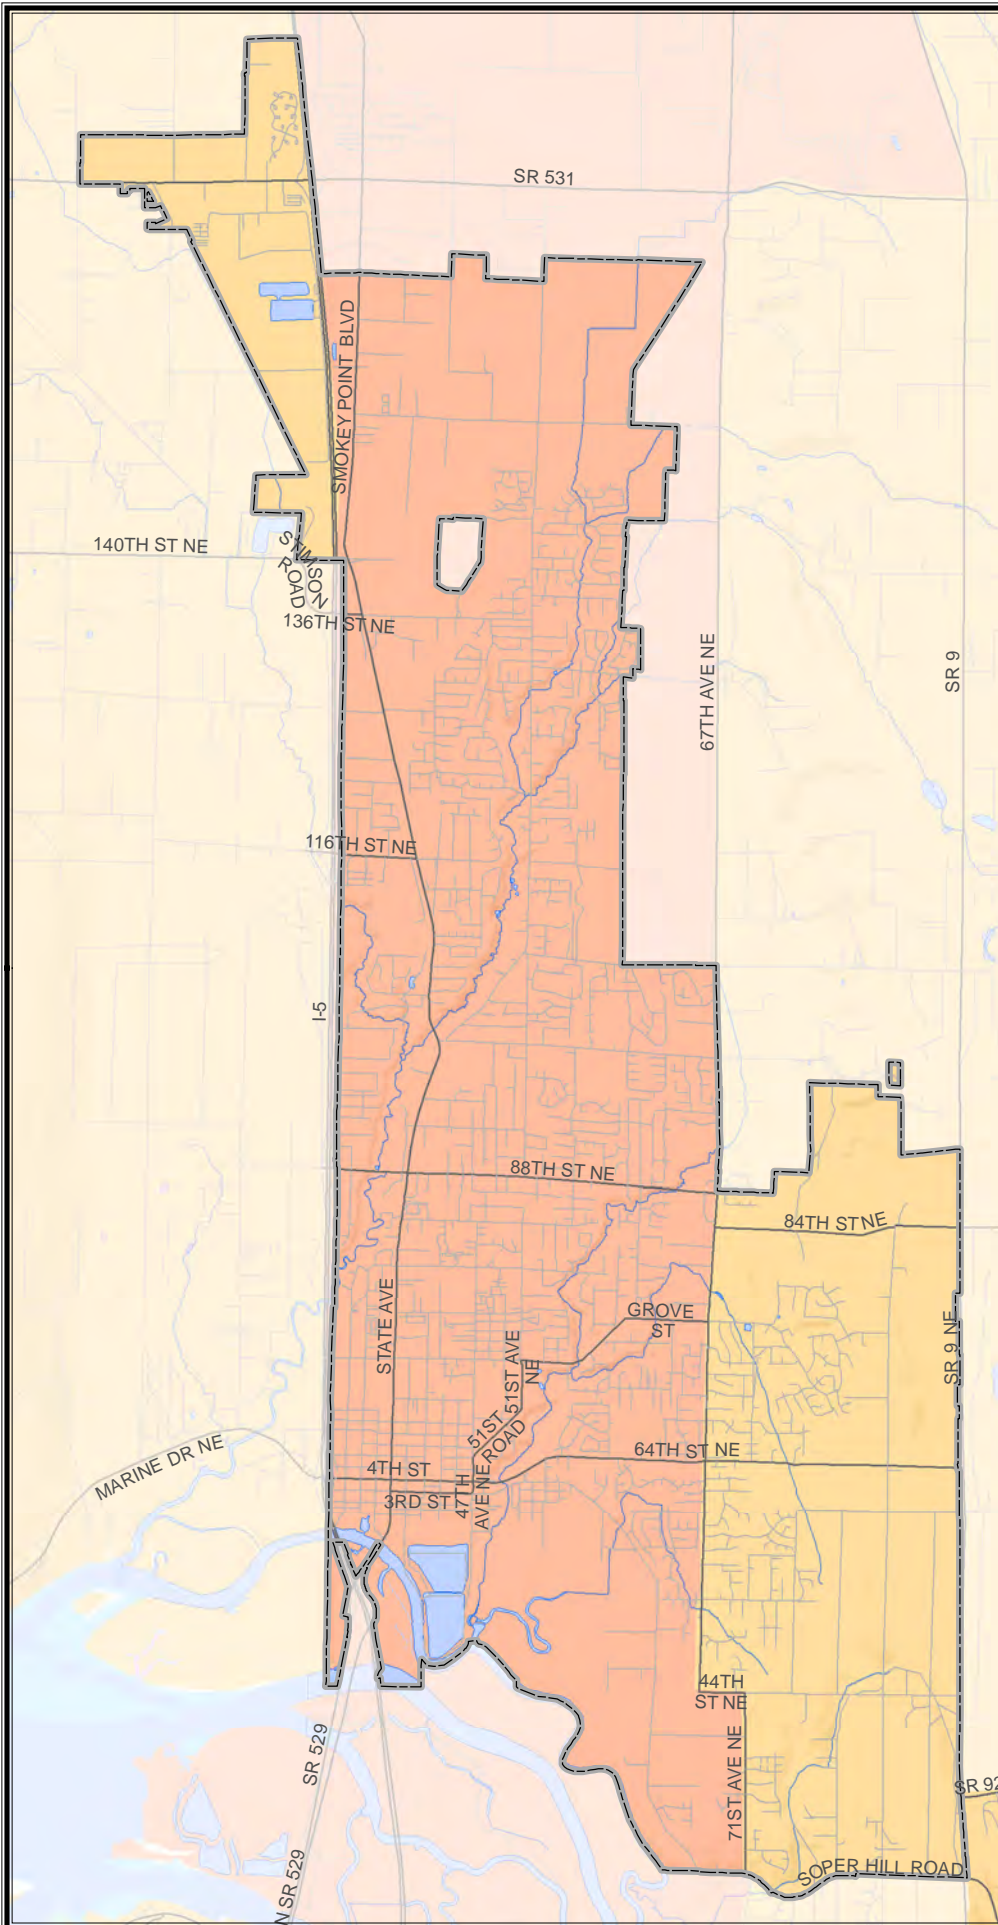 SR 531
SMOKEY POINT BLVD
140TH ST NE
STIMSON
ROAD
136TH ST NE
67TH AVE NE
SR 9
116TH ST NE
I-5
88TH ST NE
84TH ST NE
STATE AVE
GROVE
ST
51ST AVE
NE
SR 9 NE
51ST
ROAD
64TH ST NE
MARINE DR NE
4TH ST
3RD ST
47TH
AVE NE
44TH
ST NE
71ST AVE NE
SR 529
SR 92
SOPER HILL ROAD
N SR 529